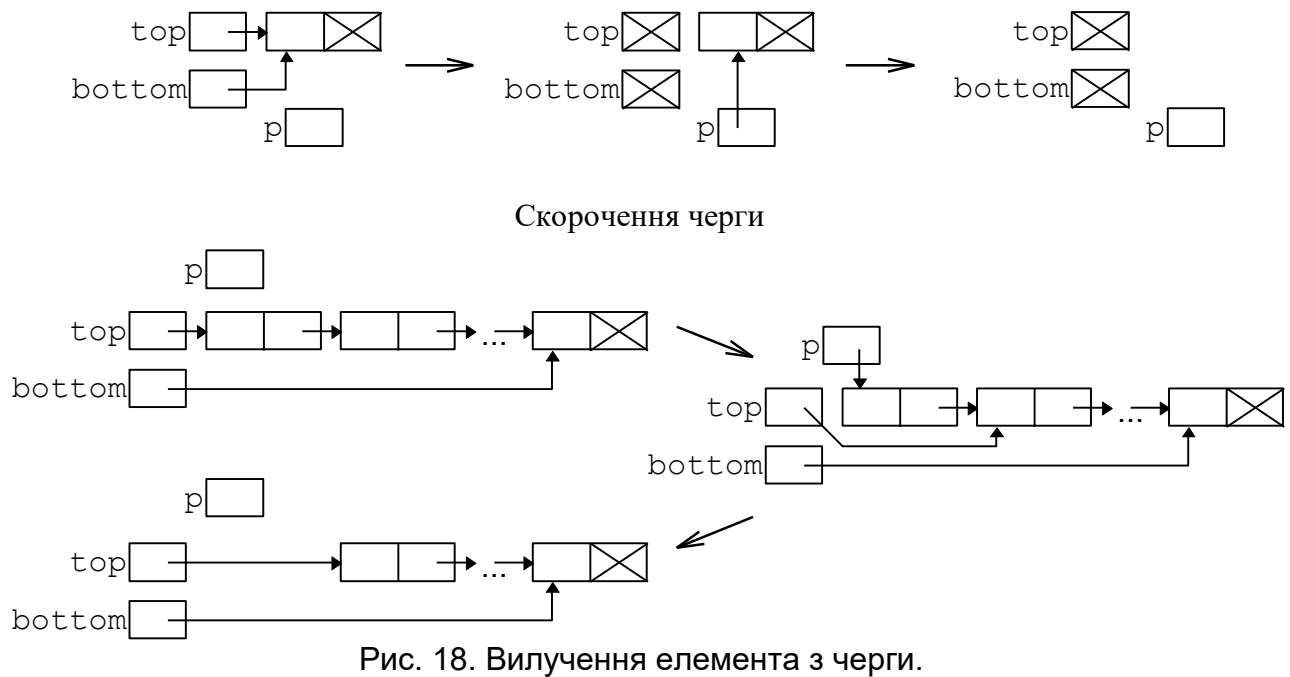 top top top
bottom bottom bottom
p p p
Скорочення черги
p
top ...
p
bottom
top ...
bottom
p
top ...
bottom
Рис. 18. Вилучення елемента з черги.